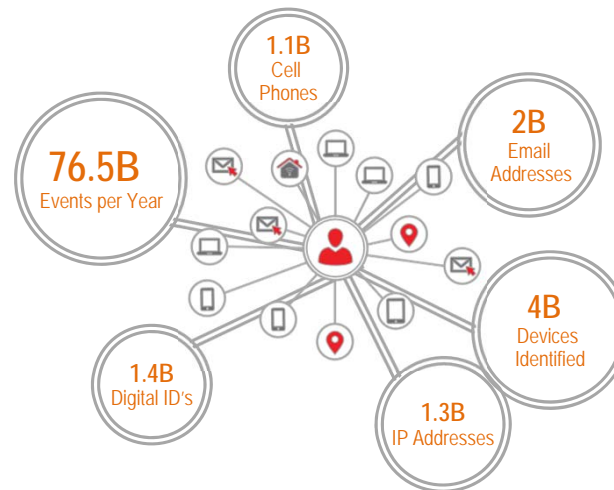 1.1B
Cell
Phones
2B
Email
Addresses
76.5B
Events per Year
4B
Devices
Identified
1.4B
Digital ID's
1.3B
IP Addresses